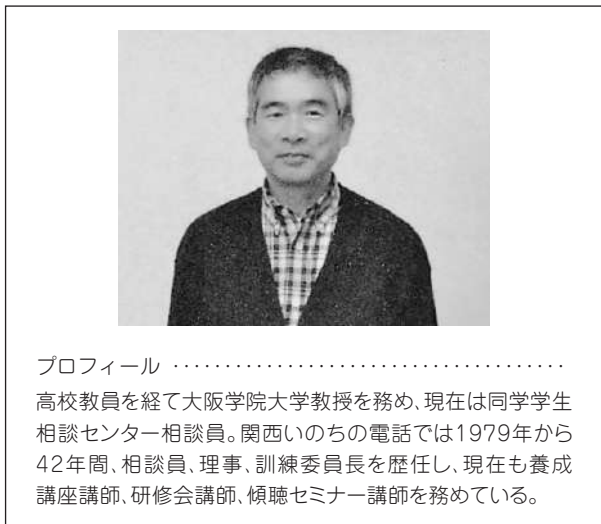 プロフィール ・・・・・・・・・・・・・・・・・・・・・・・・・・・・・・・・・・・・・・
高校教員を経て大阪学院大学教授を務め、現在は同学学生
相談センター相談員。関西いのちの電話では1979年から
42年間、相談員、理事、訓練委員長を歴任し、現在も養成
講座講師、研修会講師、傾聴セミナー講師を務めている。